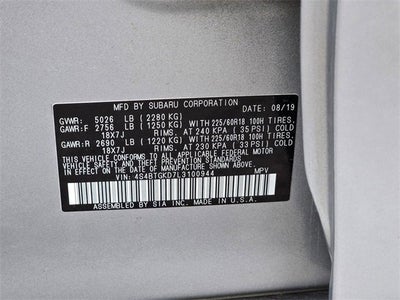 MFD. BY SUBARU CORPORATION DATE 08/19
GVWR: 5026 LB ( 2280 KG)
GAWR:F 2756 LB ( 1250 KG) WITH 225/60R18 100H TIRES.
18X7J RIMS. AT 240 KPA ( 35 PSI) COLD
GAWR:R 2690 LB ( 1220 KG) WITH 225/60R18 100H TIRES.
18X7J RIMS. AT 230 KPA ( 33 PSI) COLD
THIS VEHICLE CONFORMS TO ALL APPLICABLE FEDERAL MOTOR
VEHICLE SAFETY AND THEFT PREVENTION STANDARDS
IN EFFECT ON THE DATE OF MANUFACTURE SHOWN ABOVE.
VIN: 4S4BTGKD7L3100944 MPV
ASSEMBLED BY SIA INC. MADE IN U.S.A.